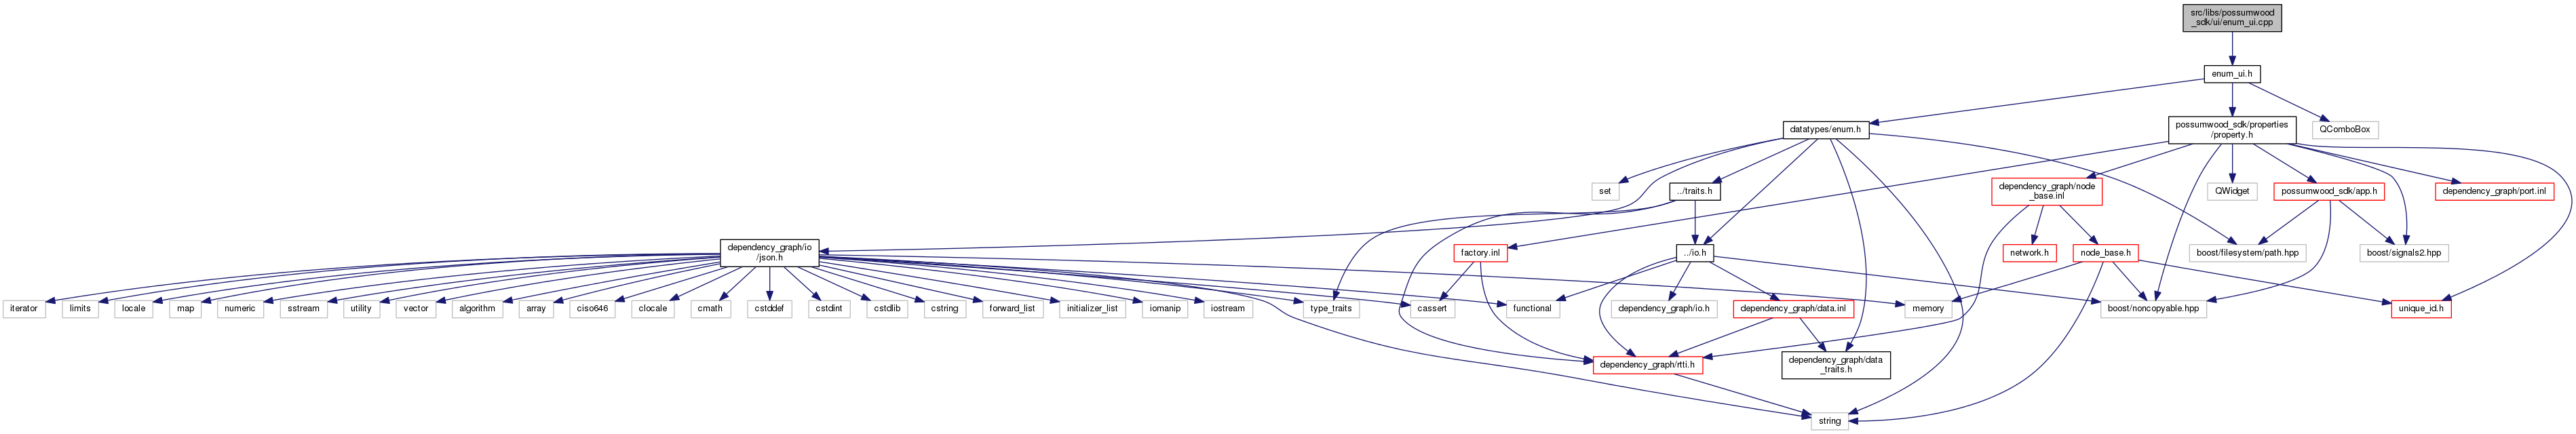 src/libs/possumwood
_sdk/ui/enum_ui.cpp
enum_ui.h
datatypes/enum.h
possumwood_sdk/properties
/property.h
QComboBox
set
../traits.h
dependency_graph/node
_base.inl
QWidget
possumwood_sdk/app.h
dependency_graph/port.inl
dependency_graph/io
/json.h
factory.inl
../io.h
network.h
node_base.h
boost/filesystem/path.hpp
boost/signals2.hpp
iterator
limits
locale
map
numeric
sstream
utility
vector
algorithm
array
ciso646
clocale
cmath
cstddef
cstdint
cstdlib
cstring
forward_list
initializer_list
iomanip
iostream
type_traits
cassert
functional
dependency_graph/io.h
dependency_graph/data.inl
memory
boost/noncopyable.hpp
unique_id.h
dependency_graph/rtti.h
dependency_graph/data
_traits.h
string